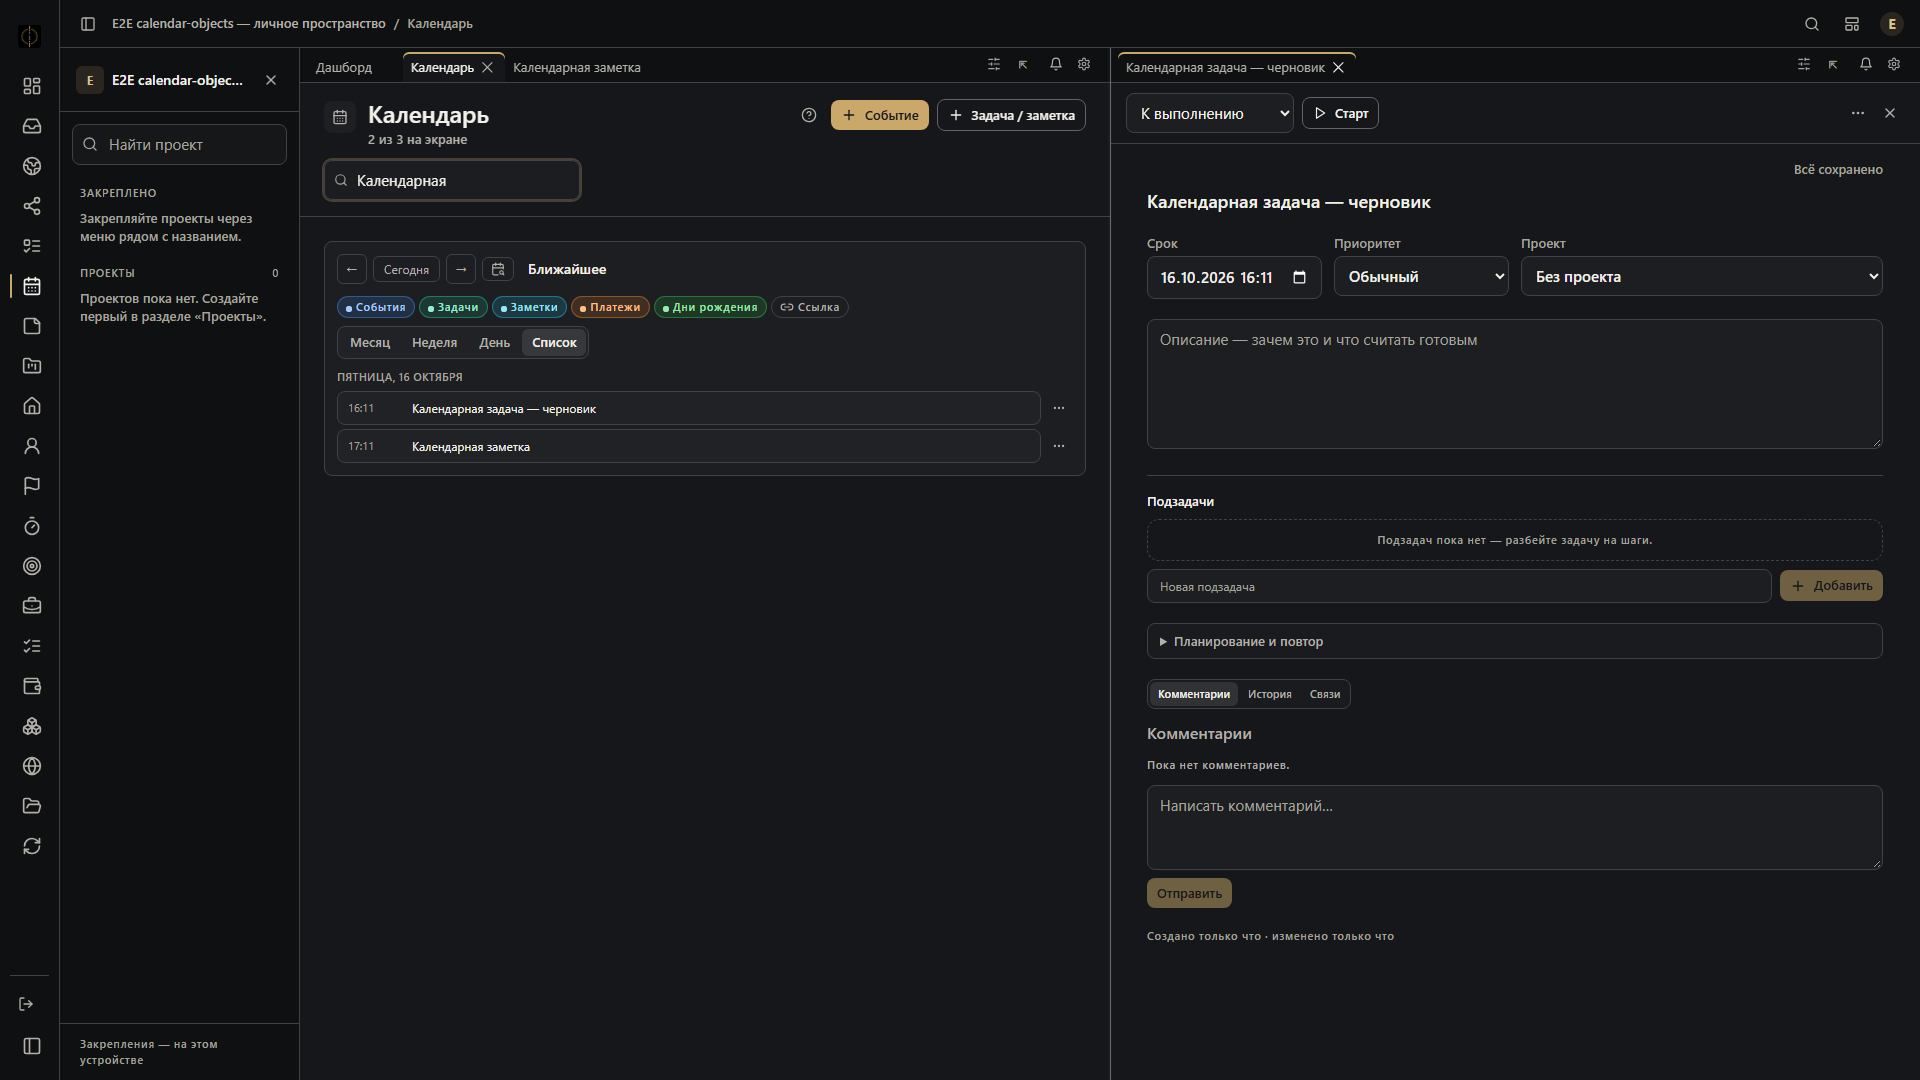 E2E calendar-objects — личное пространство / Календарь
E
E
E2E calendar-objec...
Найти проект
ЗАКРЕПЛЕНО
Закрепляйте проекты через
меню рядом с названием.
ПРОЕКТЫ 0
Проектов пока нет. Создайте
первый в разделе «Проекты».
Закрепления — на этом
устройстве
Дашборд
Календарь
Календарная заметка
Календарь
2 из 3 на экране
Событие
Задача / заметка
Календарная
← Сегодня → Ближайшее
События Задачи Заметки Платежи Дни рождения Ссылка
Месяц Неделя День Список
ПЯТНИЦА, 16 ОКТЯБРЯ
16:11 Календарная задача — черновик
17:11 Календарная заметка
Календарная задача — черновик
К выполнению
Старт
Всё сохранено
Календарная задача — черновик
Срок Приоритет Проект
16.10.2026 16:11 Обычный Без проекта
Описание — зачем это и что считать готовым
Подзадачи
Подзадач пока нет — разбейте задачу на шаги.
Новая подзадача
Добавить
Планирование и повтор
Комментарии История Связи
Комментарии
Пока нет комментариев.
Написать комментарий...
Отправить
Создано только что · изменено только что